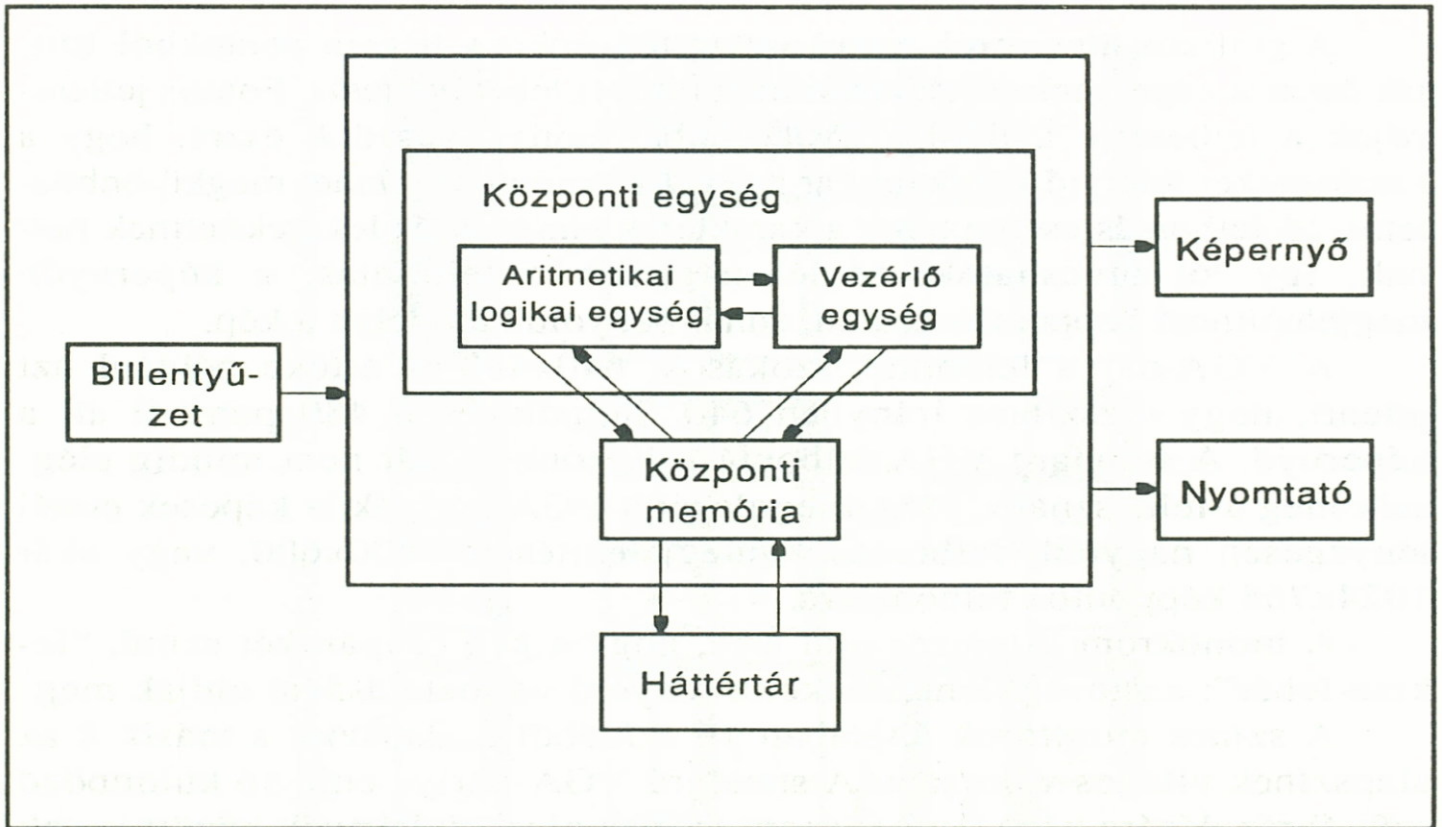 Központi egység
Aritmetikai
logikai egység
Vezérlő
egység
Képernyő
Billentyű-
zet
Központi
memória
Nyomtató
Háttértár